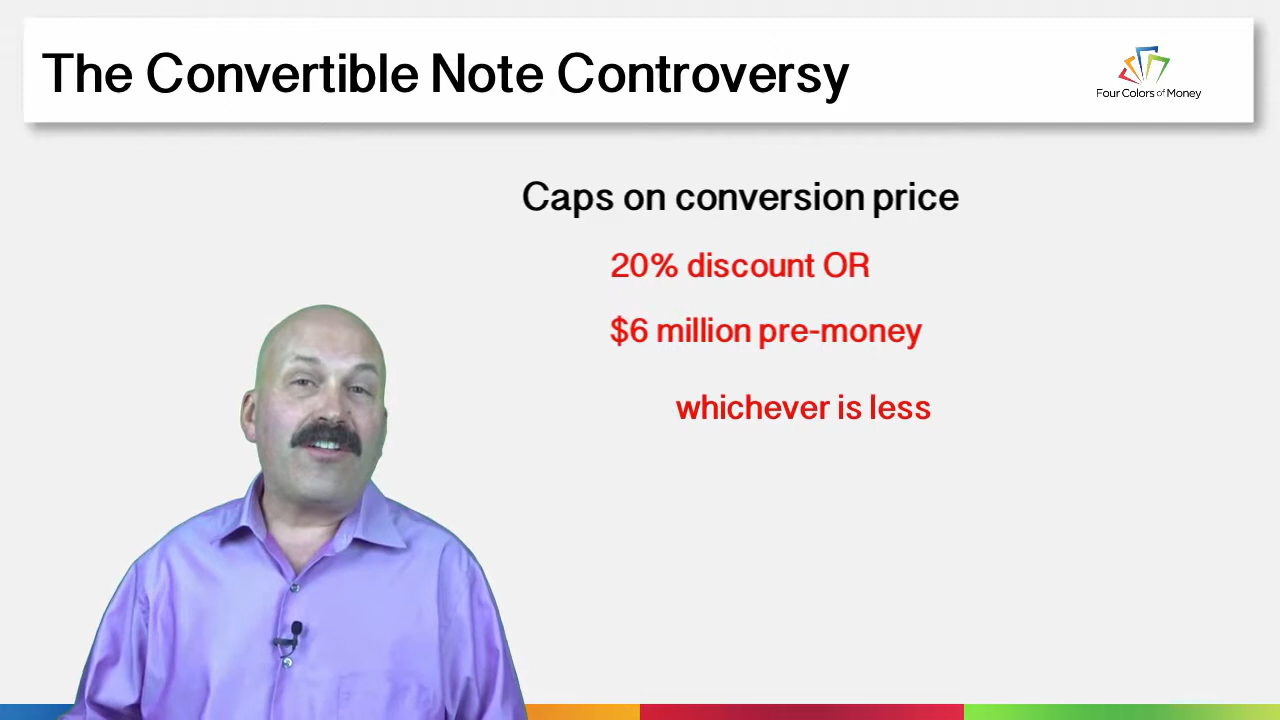 The Convertible Note Controversy
Four Colors of Money
Caps on conversion price
20% discount OR
$6 million pre-money
whichever is less